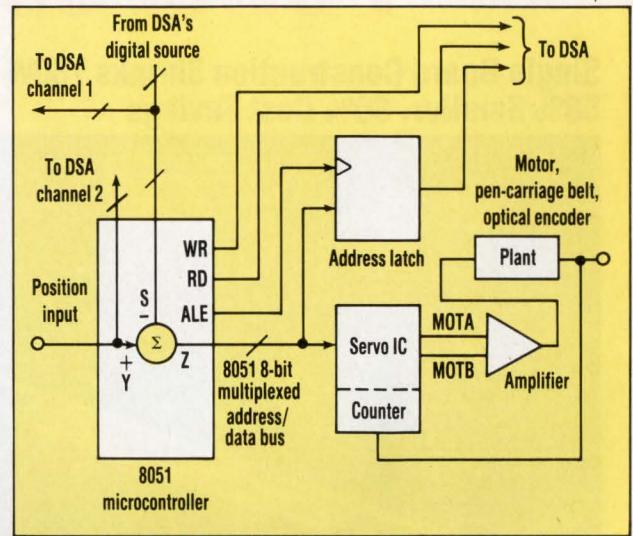 From DSA's
digital source
To DSA
channel 1
To DSA
To DSA
channel 2
Motor,
pen-carriage belt,
optical encoder
WR
RD
ALE
Address latch
Plant
Position
input
S
−
Σ
+
Y
Z
8051 8-bit
multiplexed
address/
data bus
Servo IC
Counter
MOTA
MOTB
Amplifier
8051
microcontroller